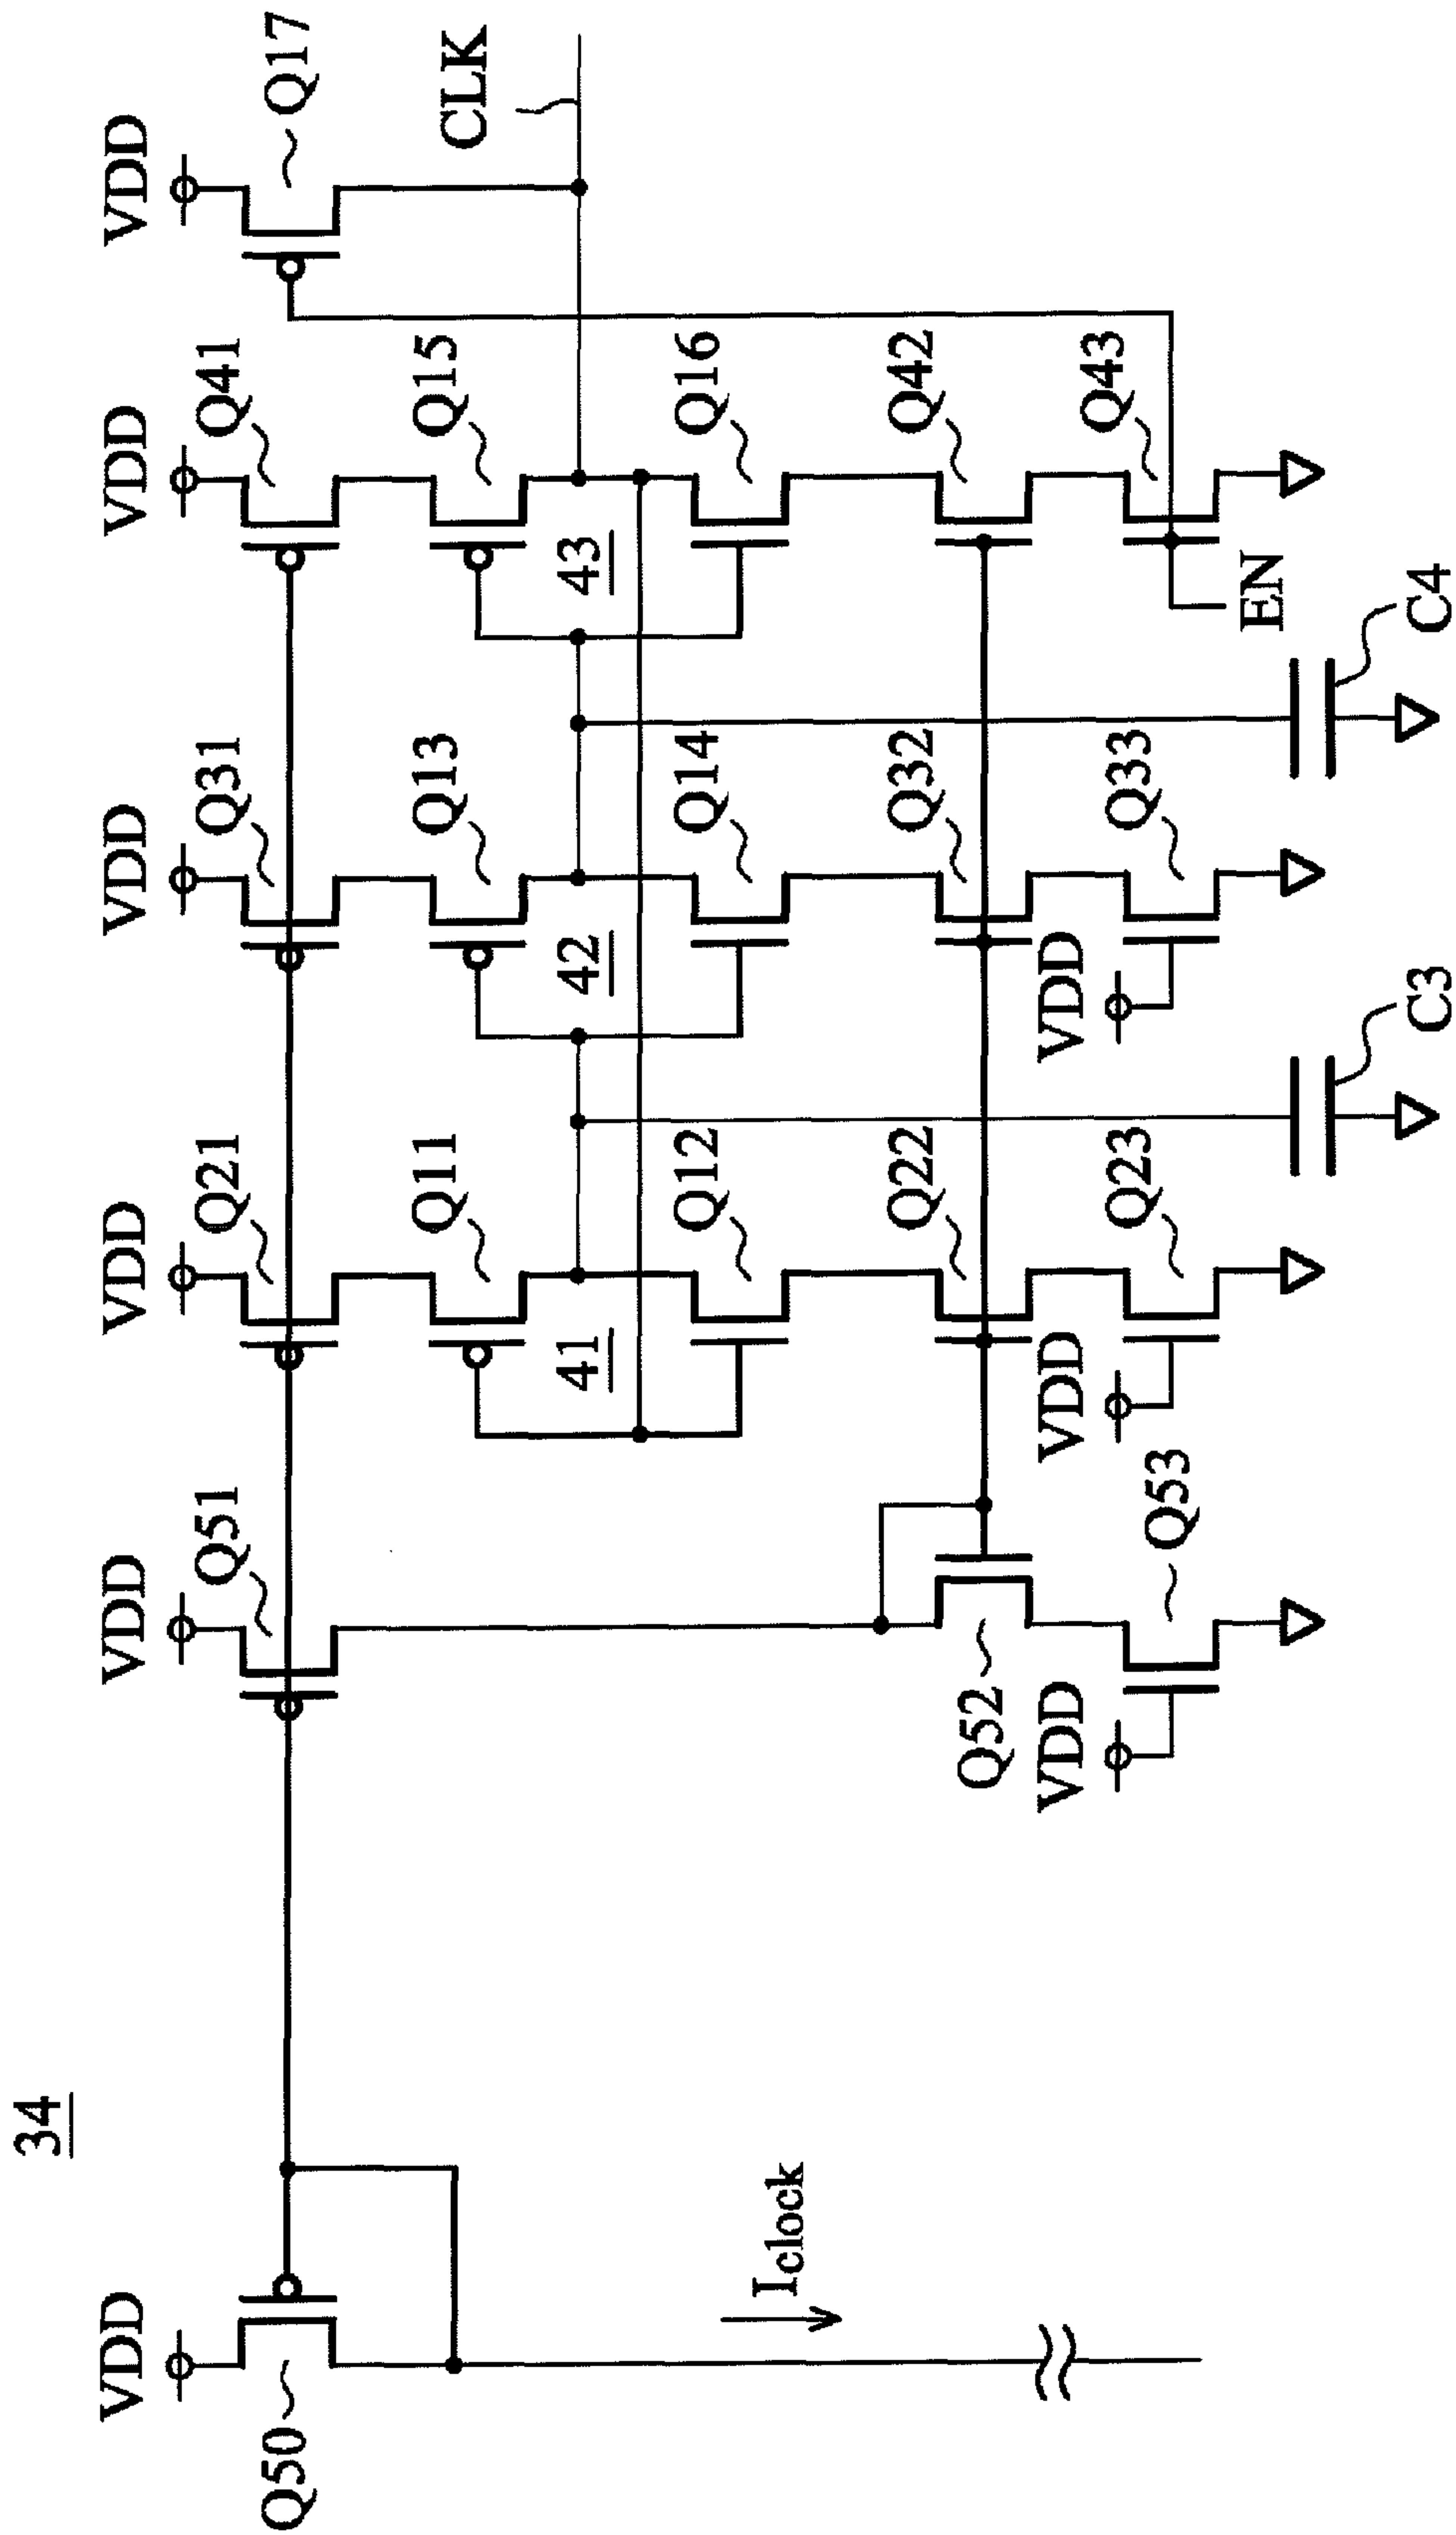 34
VDD
VDD
VDD
VDD
VDD
VDD
Q50
Q51
Q21
Q31
Q41
Q17
Q11
Q13
Q15
CLK
41
42
43
Iclock
Q12
Q14
Q16
Q52
Q22
Q32
Q42
VDD
VDD
VDD
Q53
Q23
Q33
Q43
EN
C3
C4